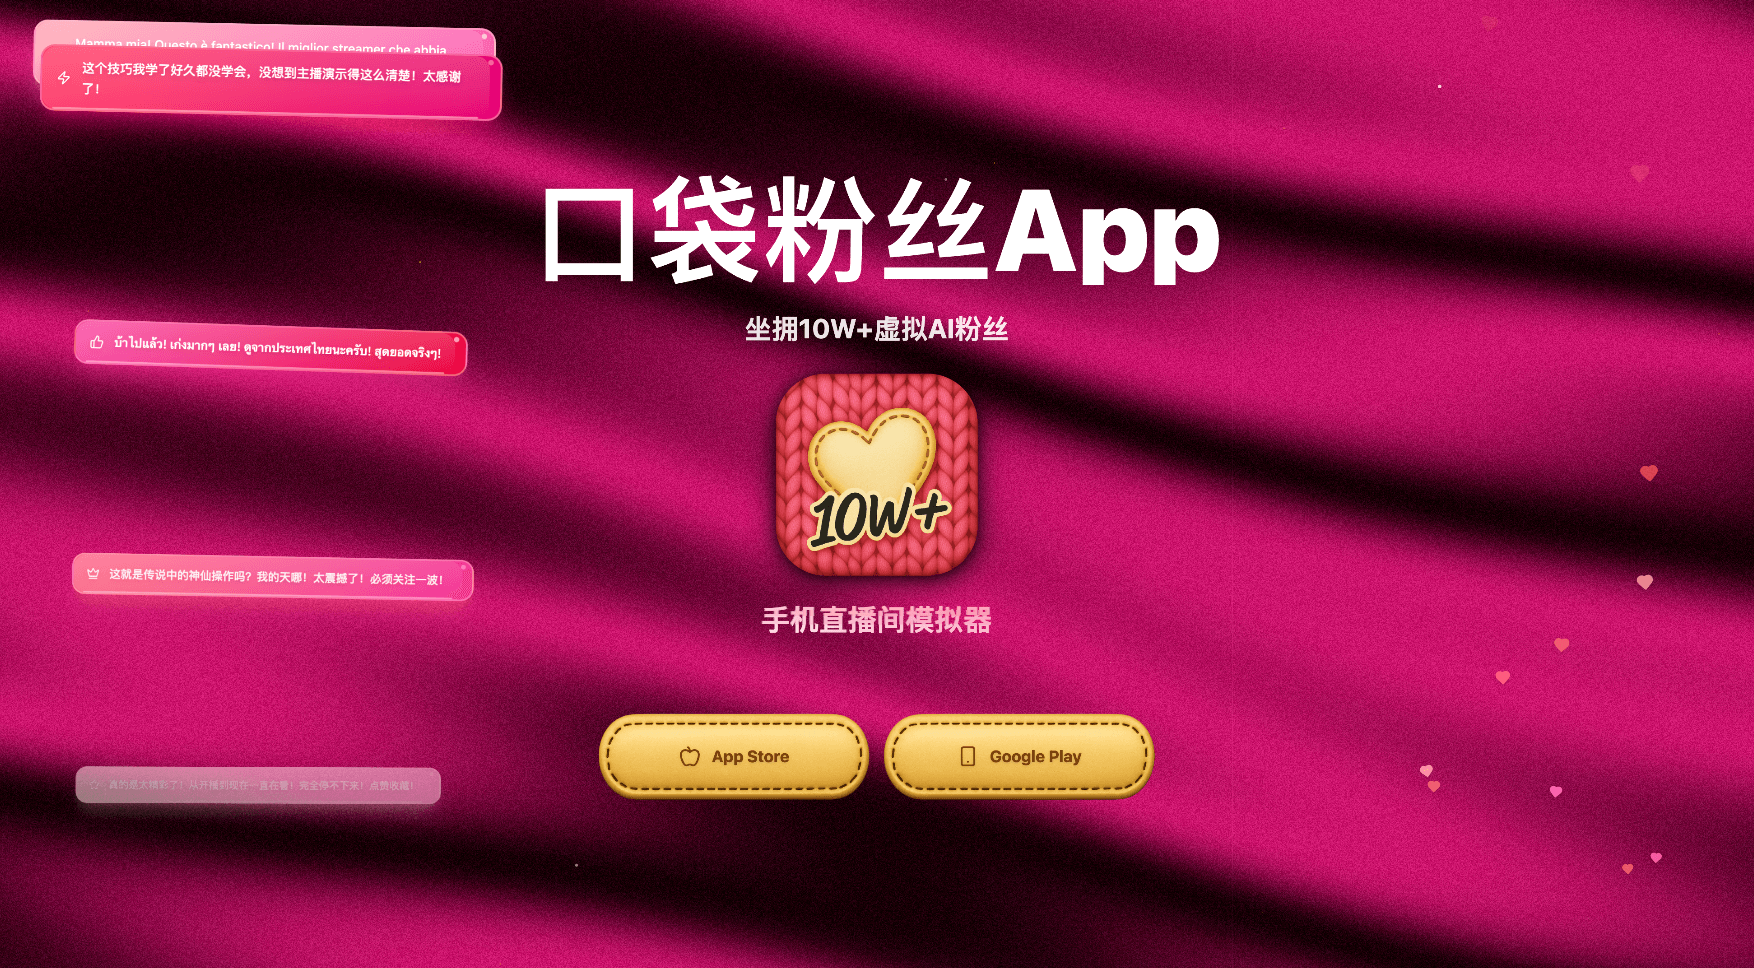 Mamma mia! Questo è fantastico! Il miglior streamer che abbia
这个技巧我学了好久都没学会，没想到主播演示得这么清楚！太感谢
了！
口袋粉丝App
坐拥10W+虚拟AI粉丝
บ้าไปแล้ว! เก่งมากๆ เลย! ดูจากประเทศไทยนะครับ! สุดยอดจริงๆ!
10W+
这就是传说中的神仙操作吗？我的天哪！太震撼了！必须关注一波！
手机直播间模拟器
App Store
Google Play
真的是太精彩了！从开播到现在一直在看！完全停不下来！点赞收藏！